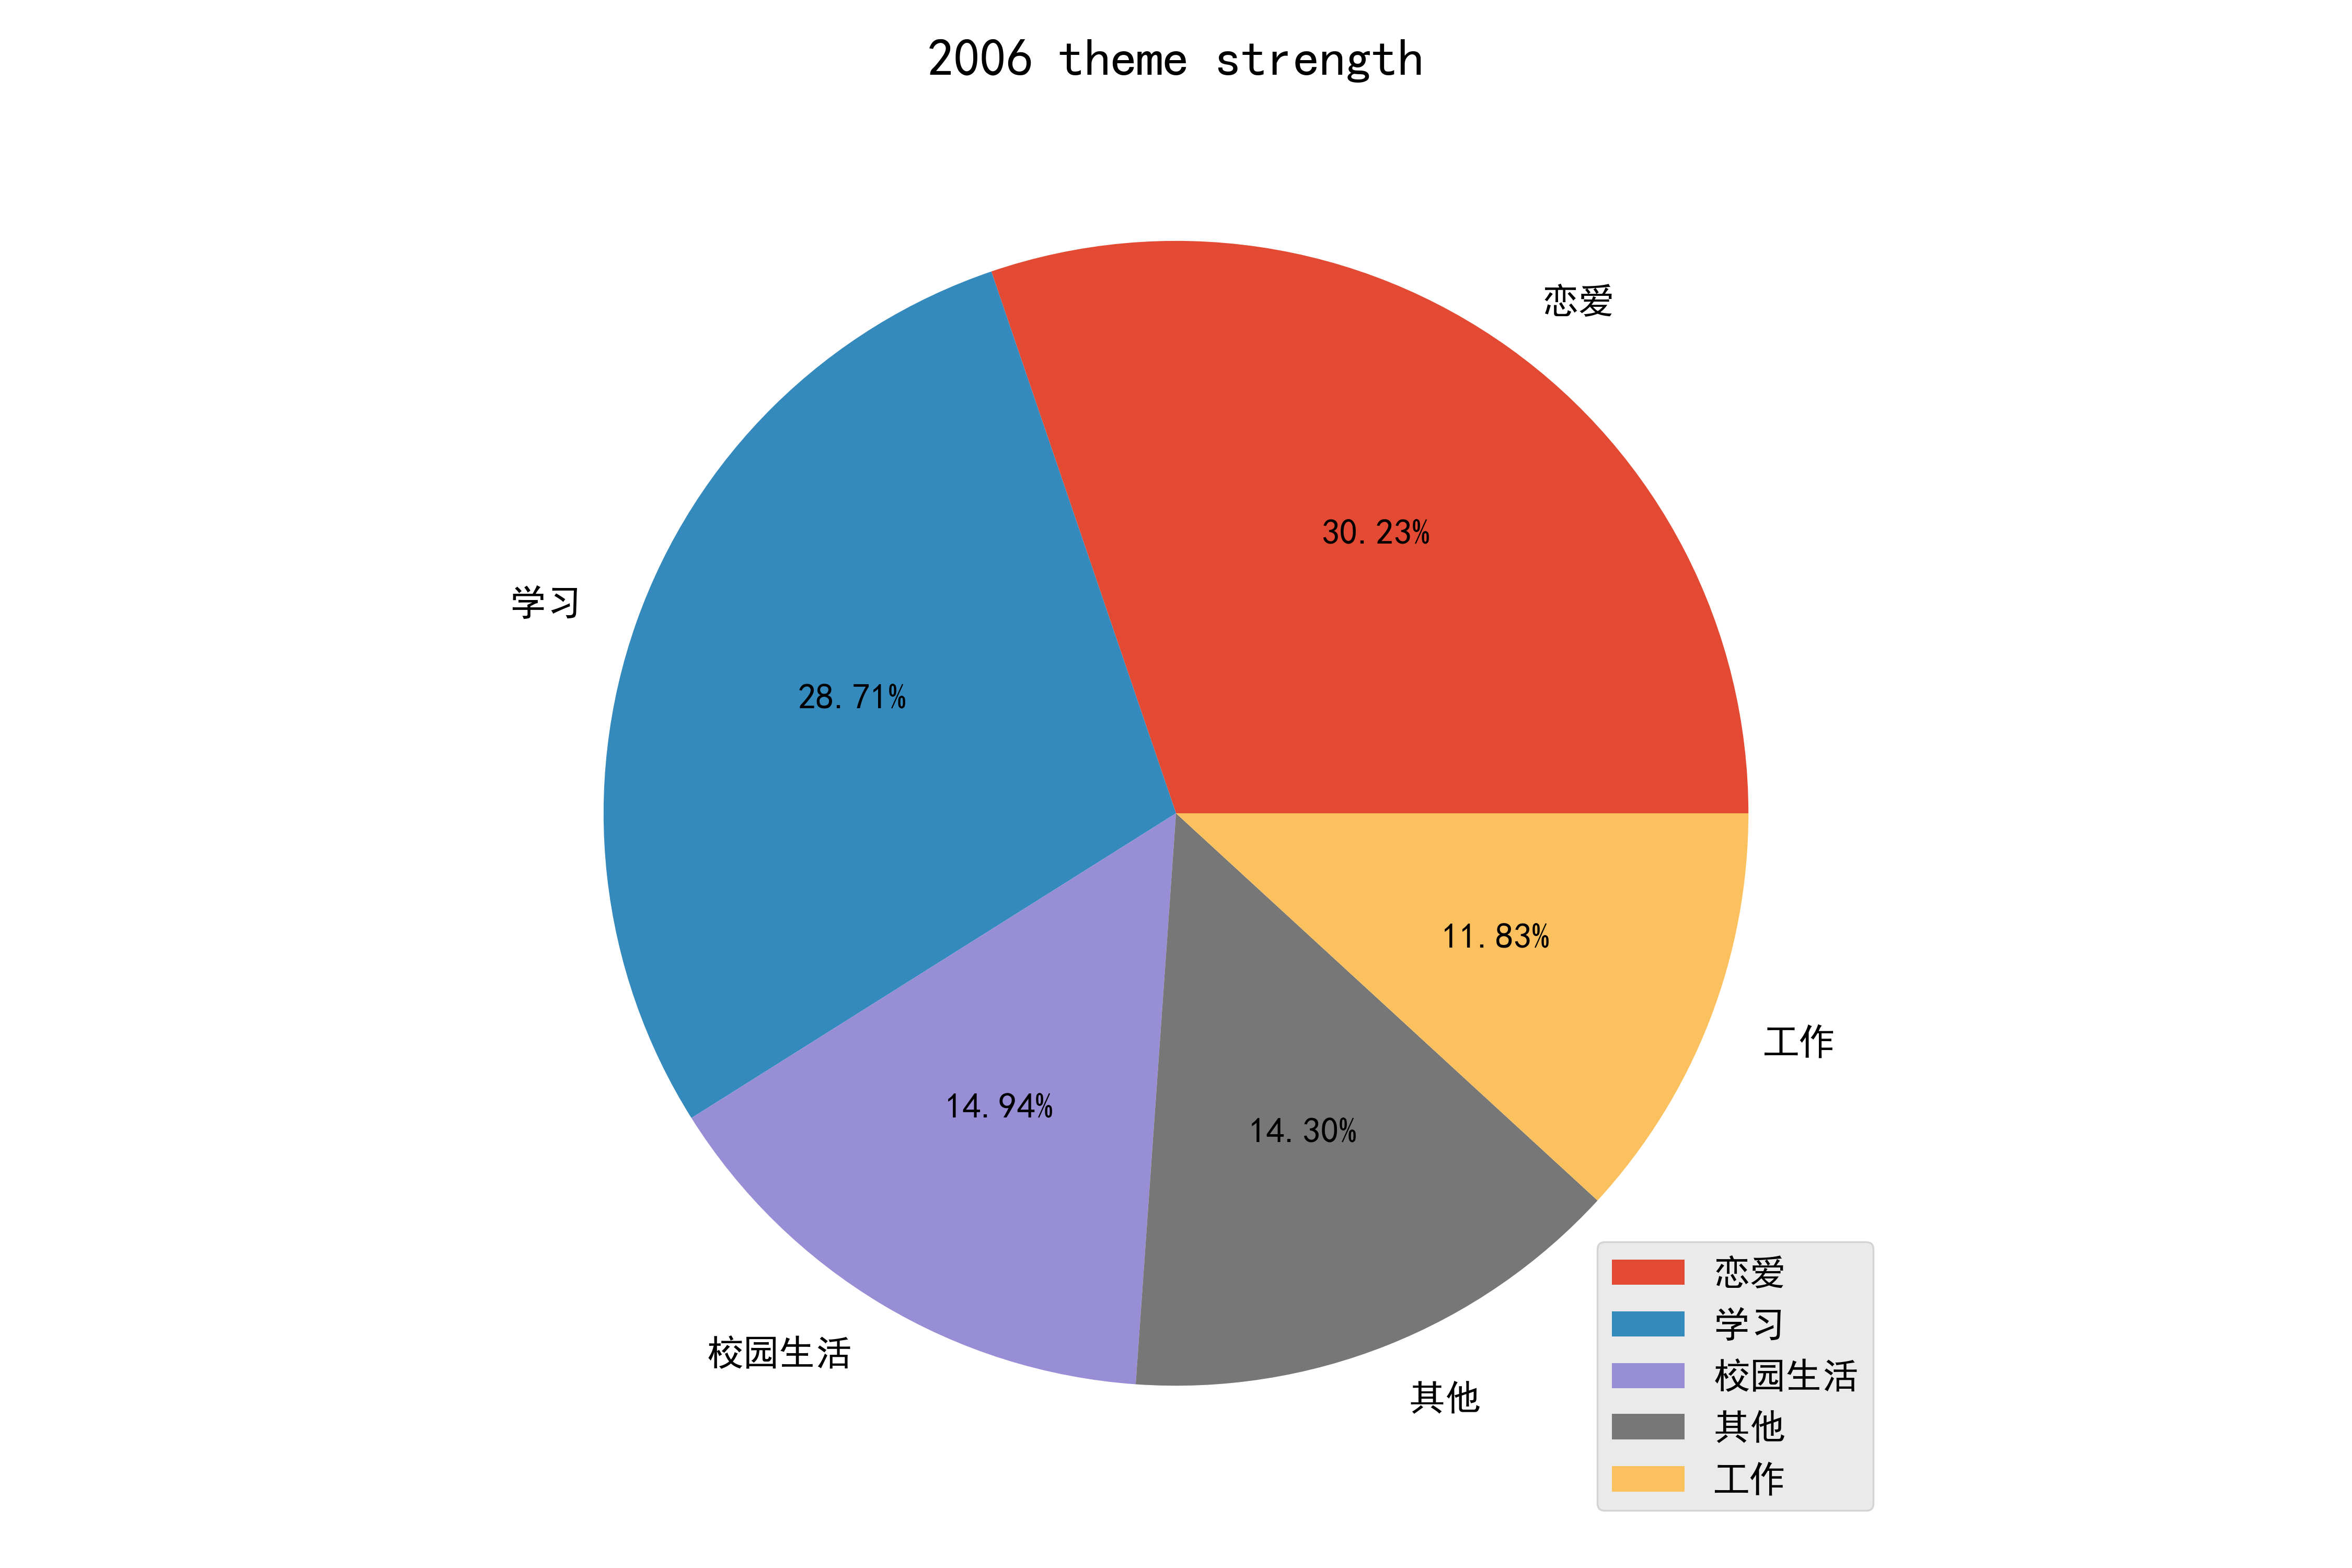 2006 theme strength
恋爱
30.23%
学习
28.71%
11.83%
工作
14.94%
14.30%
校园生活
其他
恋爱
学习
校园生活
其他
工作